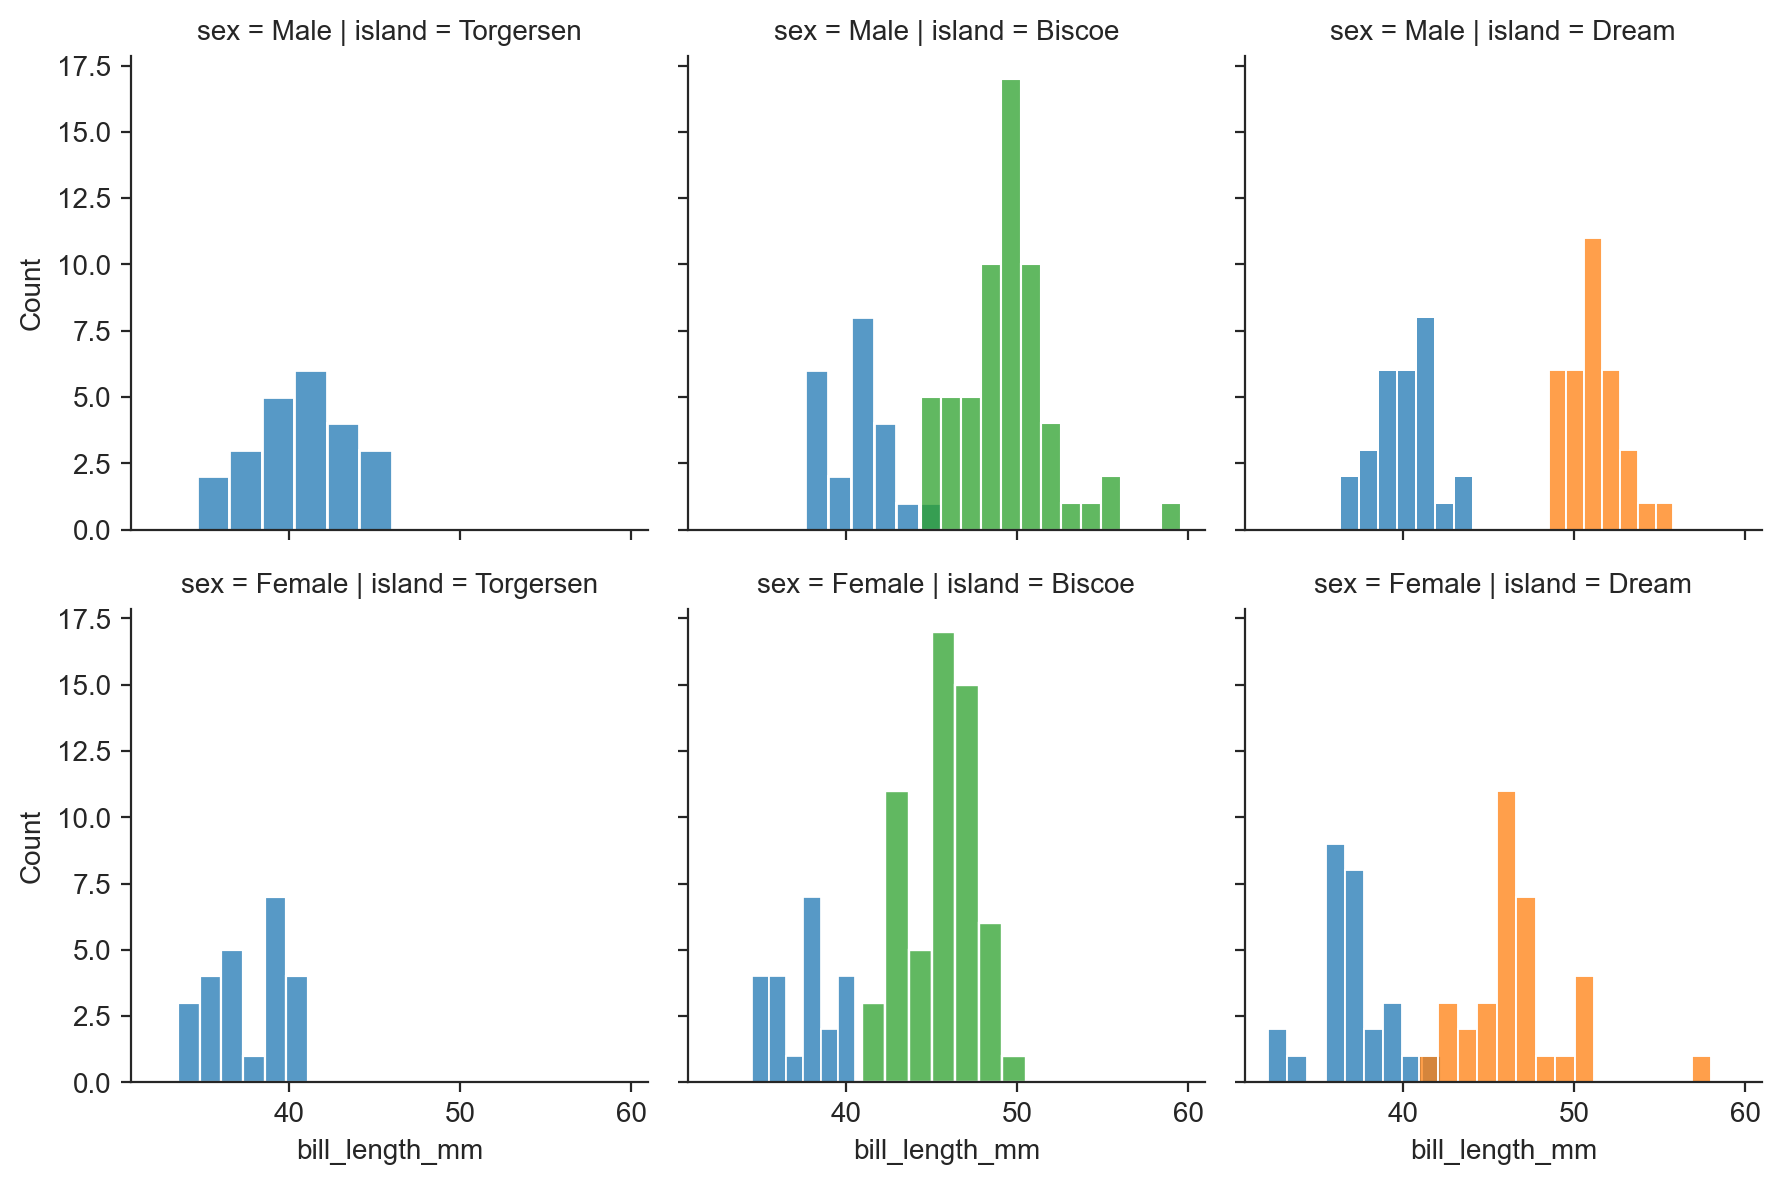 sex = Male | island = Torgersen
sex = Male | island = Biscoe
sex = Male | island = Dream
17.5
15.0
12.5
10.0
7.5
5.0
2.5
0.0
Count
sex = Female | island = Torgersen
sex = Female | island = Biscoe
sex = Female | island = Dream
17.5
15.0
12.5
10.0
7.5
5.0
2.5
0.0
Count
40 50 60
40 50 60
40 50 60
bill_length_mm
bill_length_mm
bill_length_mm